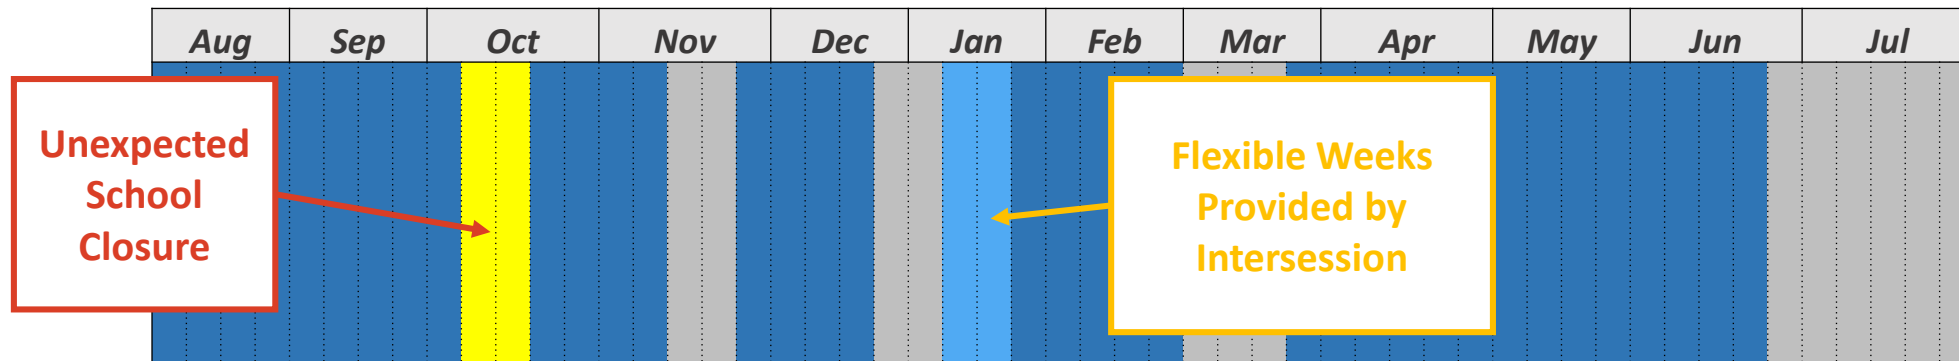 Aug Sep Oct Nov Dec Jan Feb Mar Apr May Jun Jul
Unexpected
School
Closure
Flexible Weeks
Provided by
Intersession